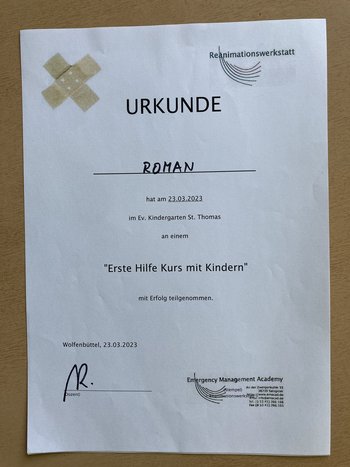 Reanimationswerkstatt
URKUNDE
ROMAN
hat am 23.03.2023
im Ev. Kindergarten St. Thomas
an einem
"Erste Hilfe Kurs mit Kindern"
mit Erfolg teilgenommen.
Wolfenbüttel, 23.03.2023
Dozent
Emergency Management Academy